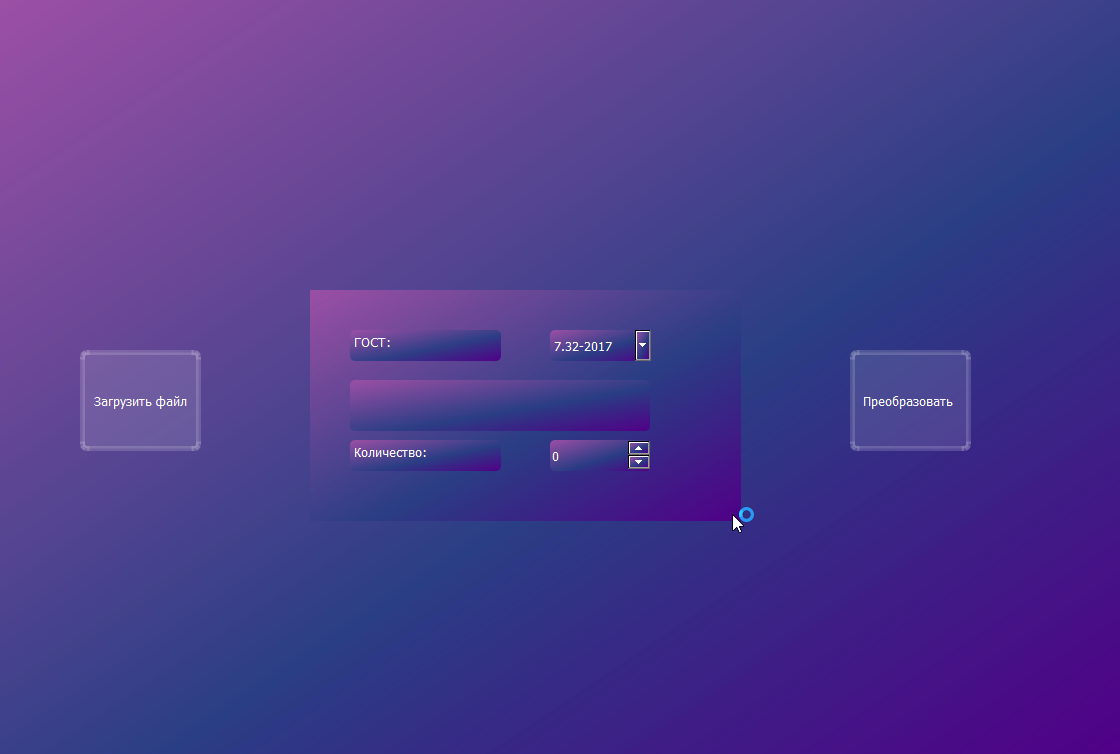 ГОСТ:
7.32-2017
Загрузить файл
Преобразовать
Количество:
0